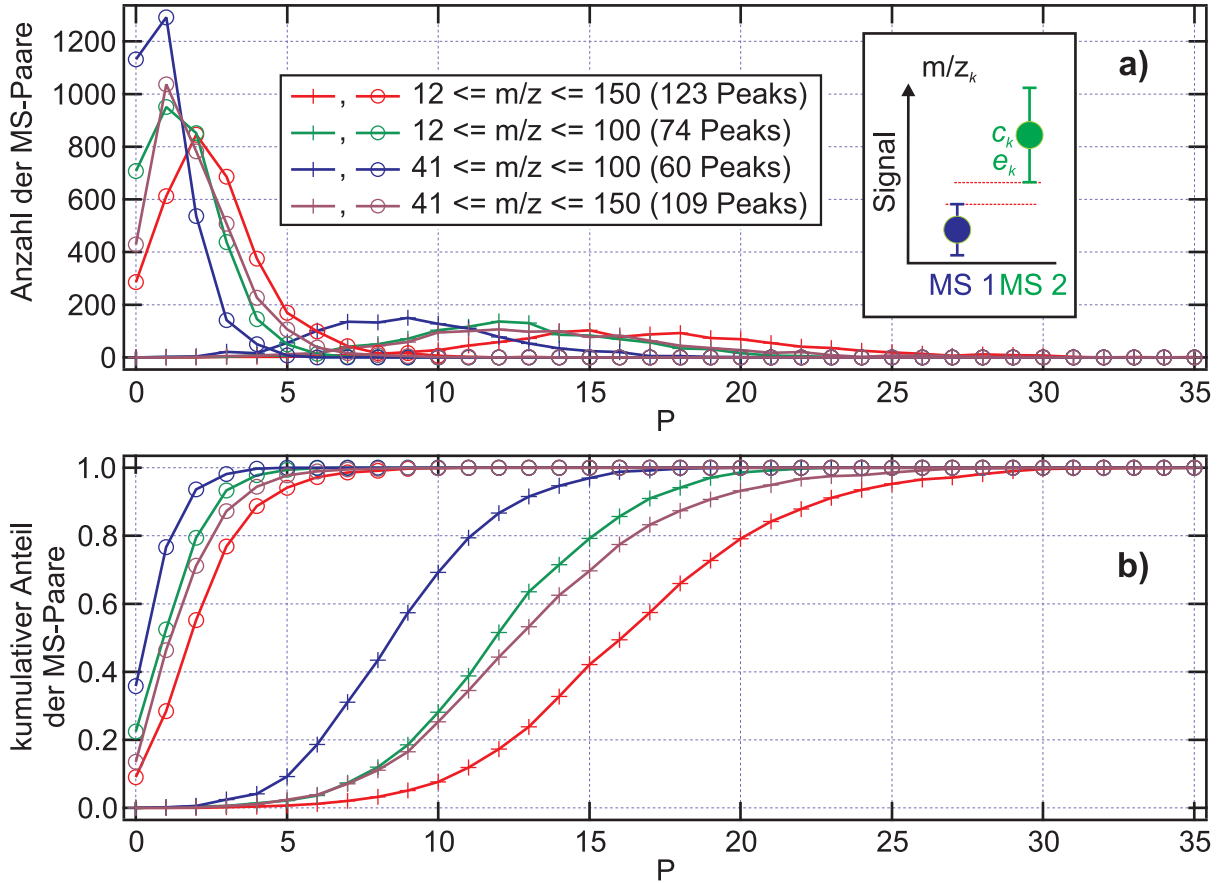 Anzahl der MS-Paare
1200
1000
800
600
400
200
0
0 5 10 15 20 25 30 35
P
, 12 <= m/z <= 150 (123 Peaks)
, 12 <= m/z <= 100 (74 Peaks)
, 41 <= m/z <= 100 (60 Peaks)
, 41 <= m/z <= 150 (109 Peaks)
a)
m/zk
Signal
ck
ek
MS 1 MS 2
kumulativer Anteil
der MS-Paare
1.0
0.8
0.6
0.4
0.2
0.0
b)
0 5 10 15 20 25 30 35
P